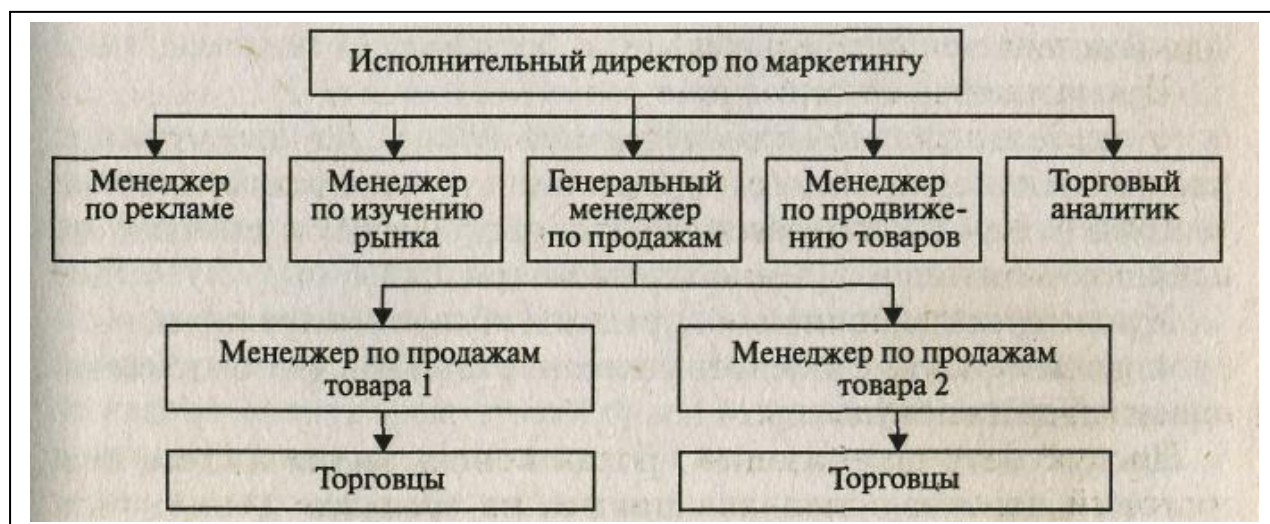 Исполнительный директор по маркетингу
Менеджер
по рекламе
Менеджер
по изучению
рынка
Генеральный
менеджер
по продажам
Менеджер
по продвиже-
нию товаров
Торговый
аналитик
Менеджер по продажам
товара 1
Менеджер по продажам
товара 2
Торговцы
Торговцы